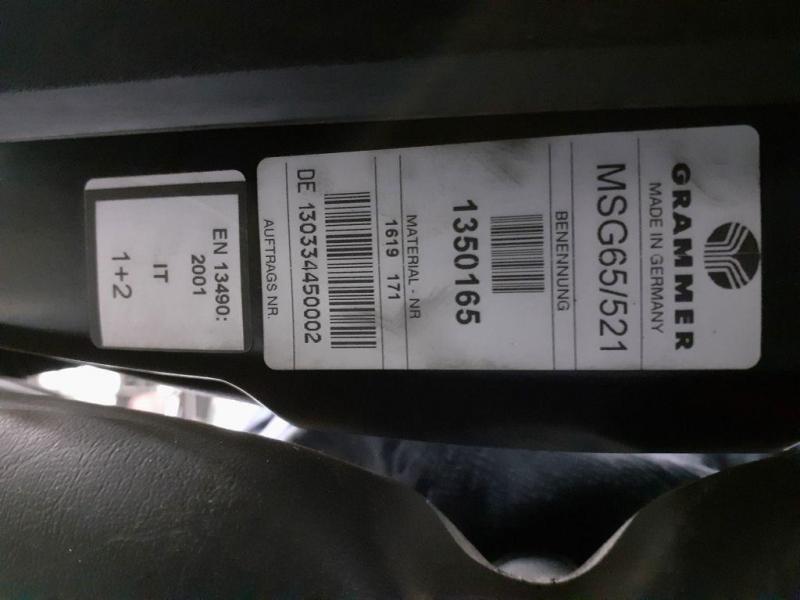 GRAMMER
MADE IN GERMANY
MSG65/521
BENENNUNG
1350165
MATERIAL - NR
1619 171
DE 130334450002
AUFTRAGS NR.
EN 13490:
2001
IT
1+2